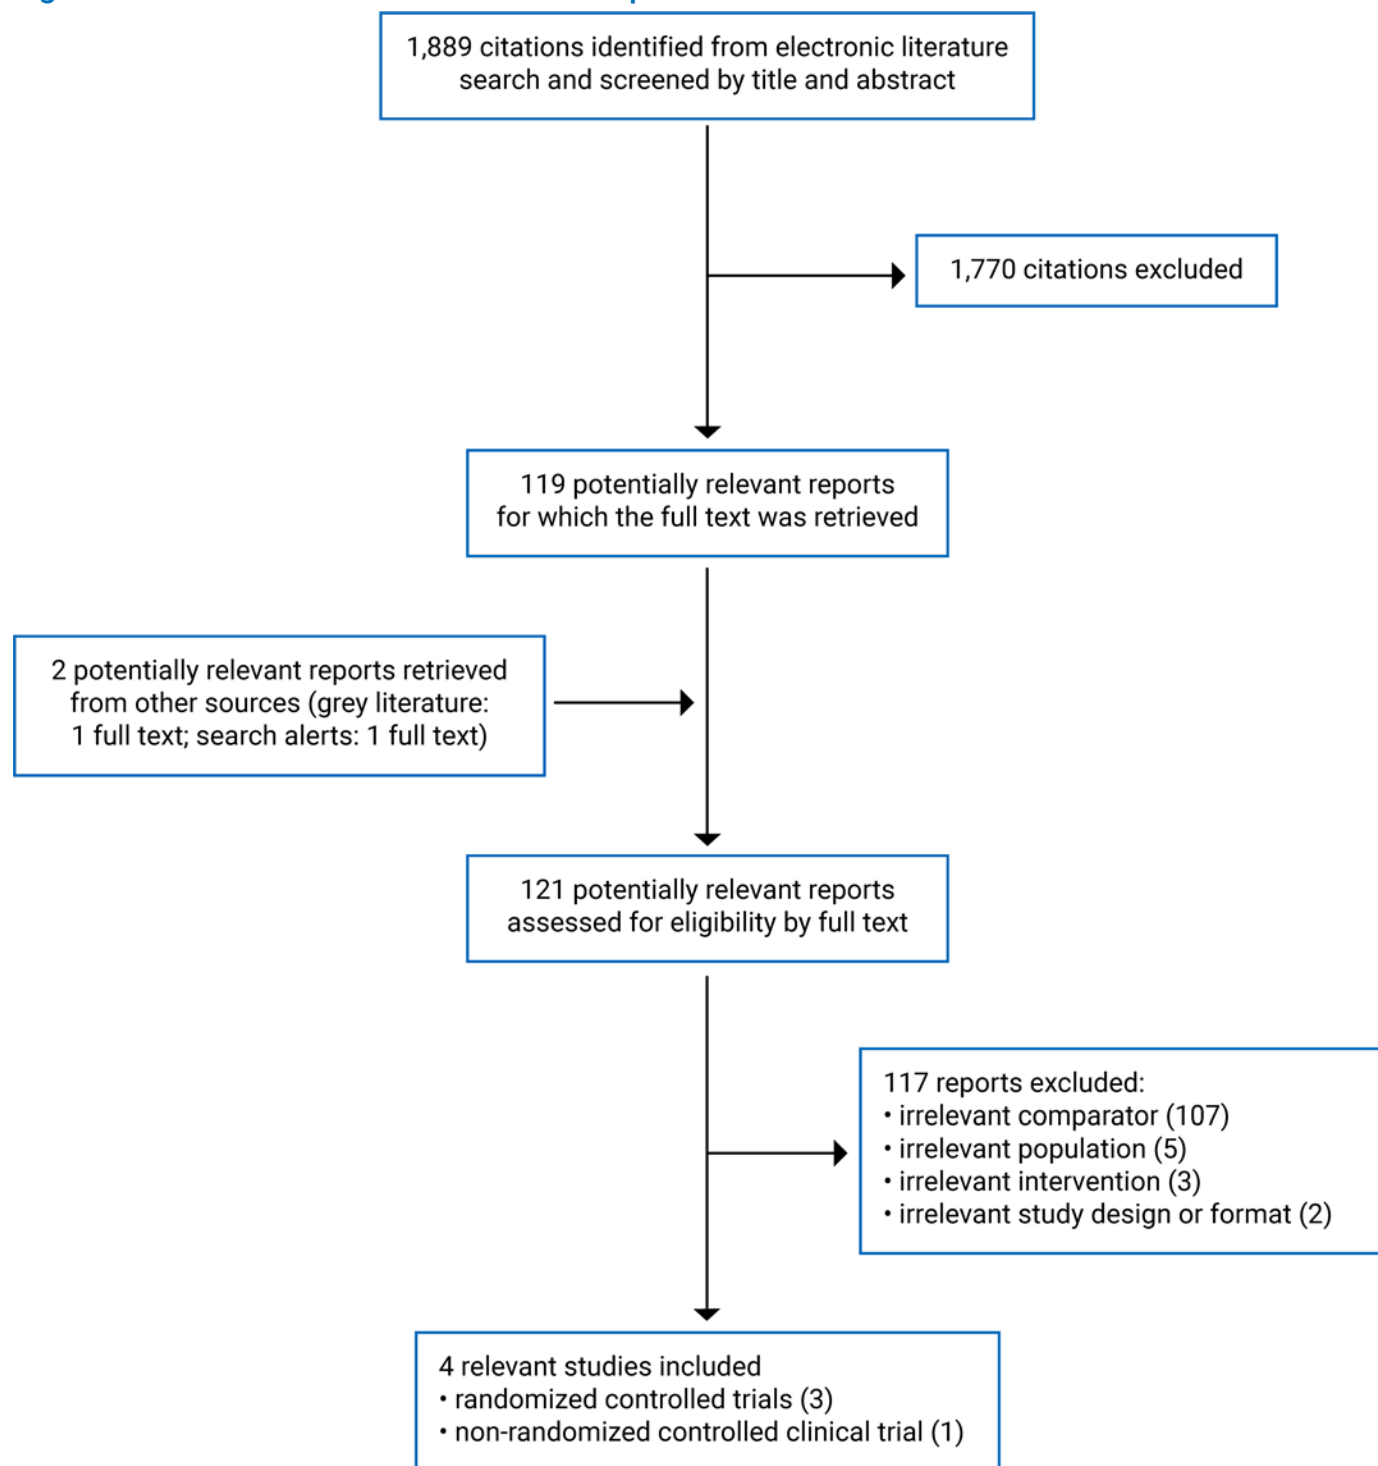 1,889 citations identified from electronic literature
search and screened by title and abstract
1,770 citations excluded
119 potentially relevant reports
for which the full text was retrieved
2 potentially relevant reports retrieved
from other sources (grey literature:
1 full text; search alerts: 1 full text)
121 potentially relevant reports
assessed for eligibility by full text
117 reports excluded:
• irrelevant comparator (107)
• irrelevant population (5)
• irrelevant intervention (3)
• irrelevant study design or format (2)
4 relevant studies included
• randomized controlled trials (3)
• non-randomized controlled clinical trial (1)